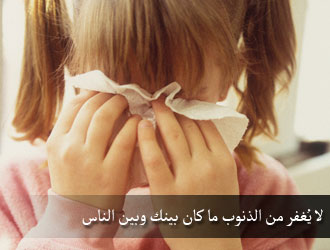 لا يُغفر من الذنوب ما كان بينك وبين الناس